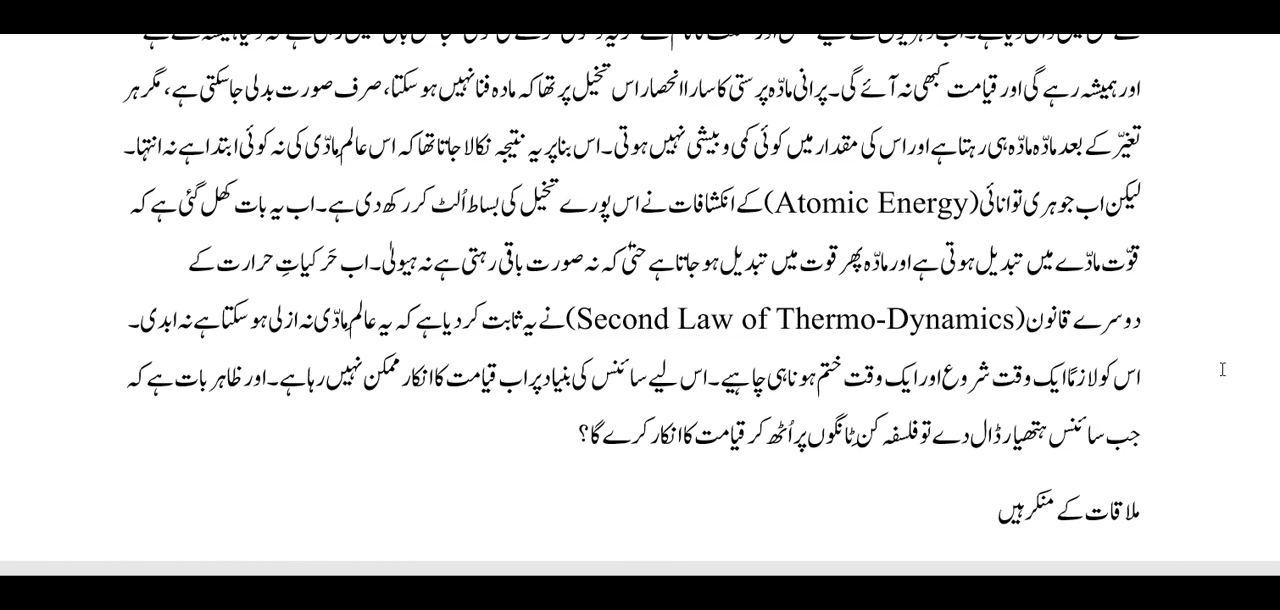 اور ہمیشہ رہے گی اور قیامت کبھی نہ آئے گی۔ پرانی مادّہ پرستی کا سارا انحصار اس تخیل پر تھا کہ مادہ فنا نہیں ہو سکتا، صرف صورت بدلی جاسکتی ہے، مگر ہر
تغیّر کے بعد مادّہ مادّہ ہی رہتا ہے اور اس کی مقدار میں کوئی کمی و بیشی نہیں ہوتی۔ اس بنا پر یہ نتیجہ نکالا جاتا تھا کہ اس عالمِ مادّی کی نہ کوئی ابتدا ہے نہ انتہا۔
لیکن اب جوہری توانائی (Atomic Energy) کے انکشافات نے اس پورے تخیل کی بساط اُلٹ کر رکھ دی ہے۔ اب یہ بات کھل گئی ہے کہ
قوّت مادّے میں تبدیل ہوتی ہے اور مادّہ پھر قوت میں تبدیل ہو جاتا ہے حتیٰ کہ نہ صورت باقی رہتی ہے نہ ہیولٰی۔ اب حَرکیاتِ حرارت کے
دوسرے قانون (Second Law of Thermo-Dynamics) نے یہ ثابت کر دیا ہے کہ یہ عالمِ مادّی نہ ازلی ہو سکتا ہے نہ ابدی۔
اس کو لازمًا ایک وقت شروع اور ایک وقت ختم ہونا ہی چاہیے۔ اس لیے سائنس کی بنیاد پر اب قیامت کا انکار ممکن نہیں رہا ہے۔ اور ظاہر بات ہے کہ
جب سائنس ہتھیار ڈال دے تو فلسفہ کن ٹانگوں پر اُٹھ کر قیامت کا انکار کرے گا؟
ملاقات کے منکر ہیں